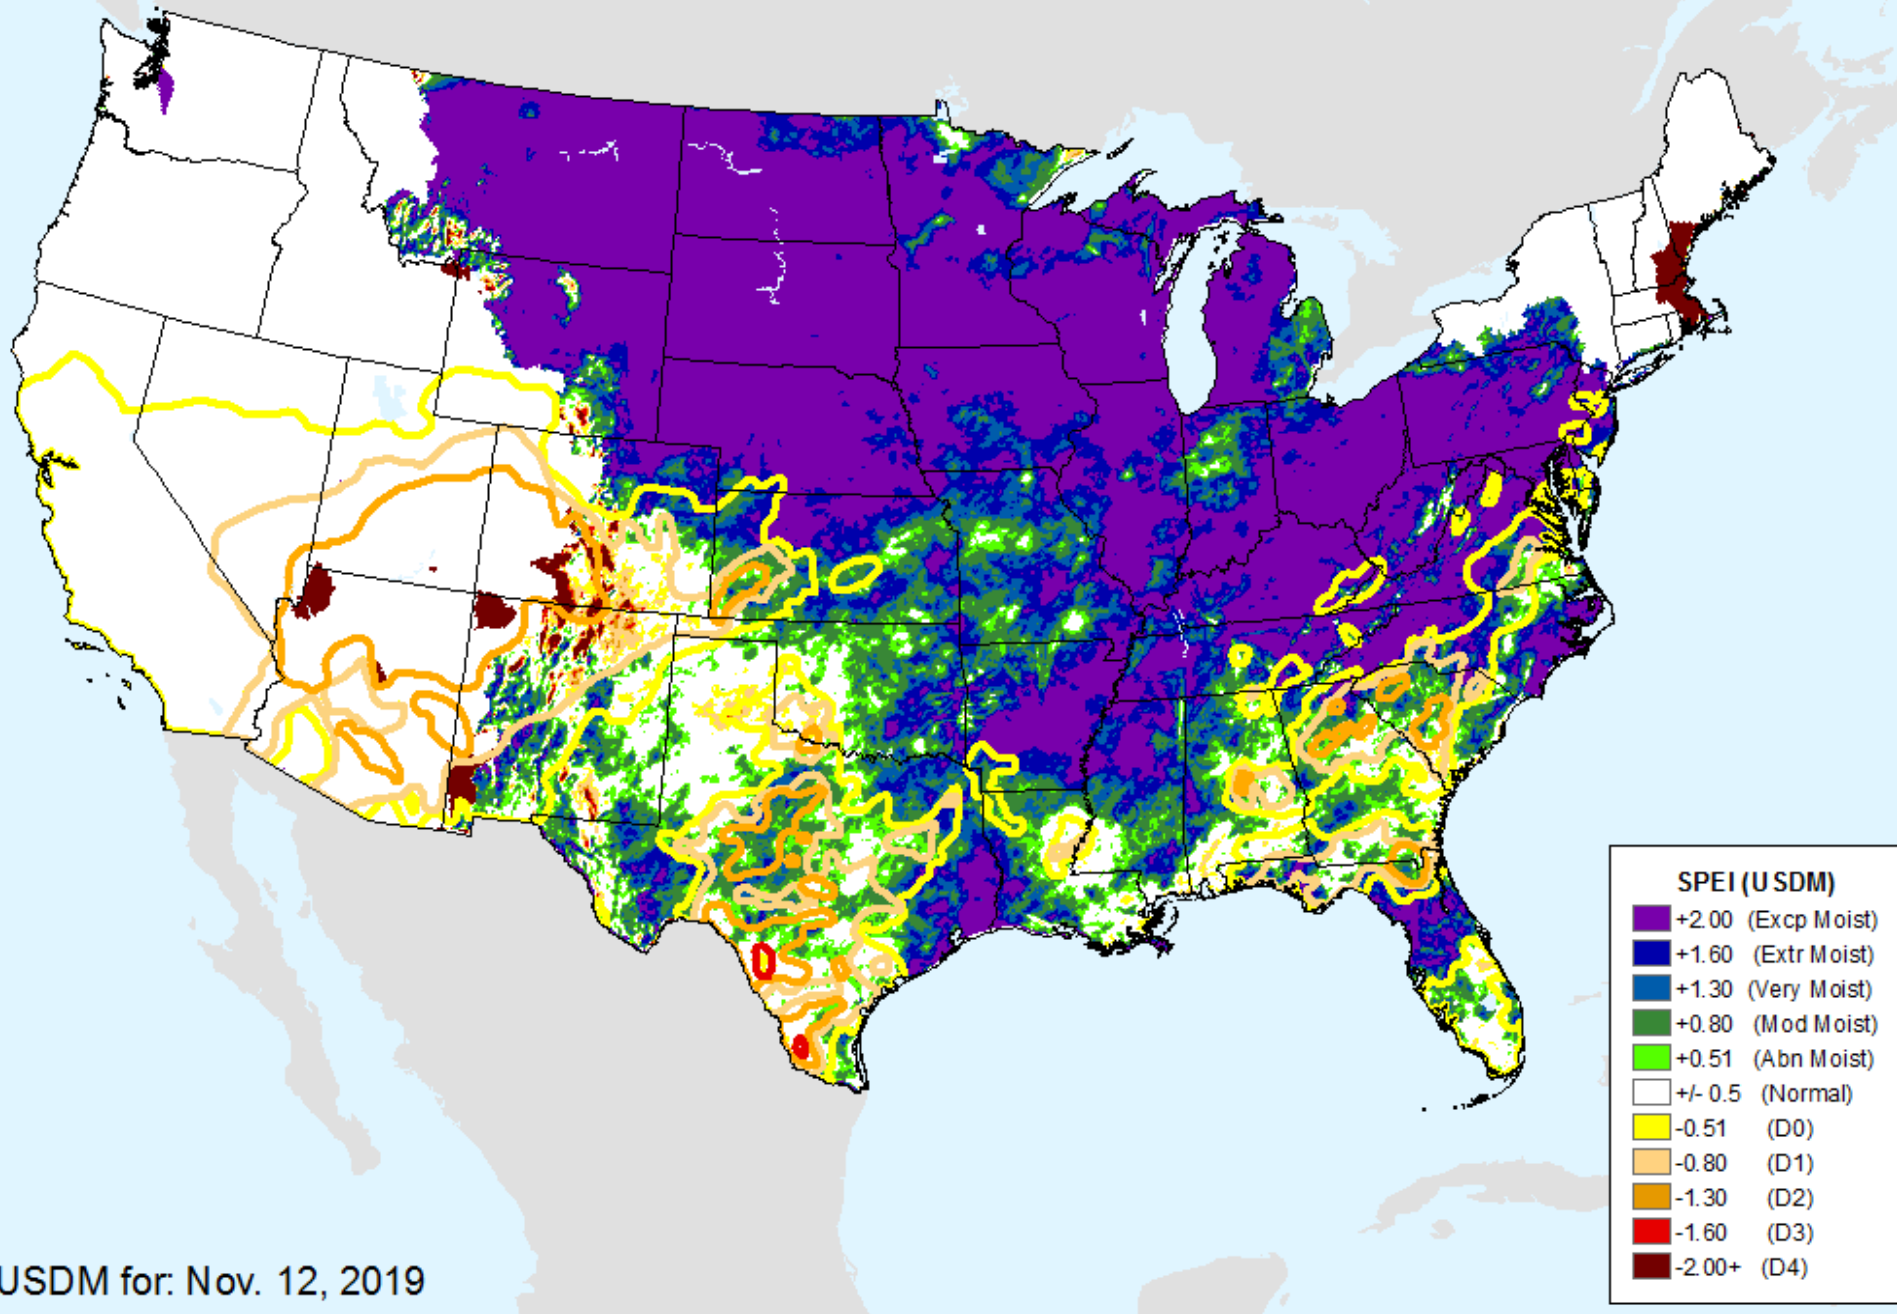 SPEI (USDM)
+2.00 (Excp Moist)
+1.60 (Extr Moist)
+1.30 (Very Moist)
+0.80 (Mod Moist)
+0.51 (Abn Moist)
+/- 0.5 (Normal)
-0.51 (D0)
-0.80 (D1)
-1.30 (D2)
-1.60 (D3)
-2.00+ (D4)
USDM for: Nov. 12, 2019